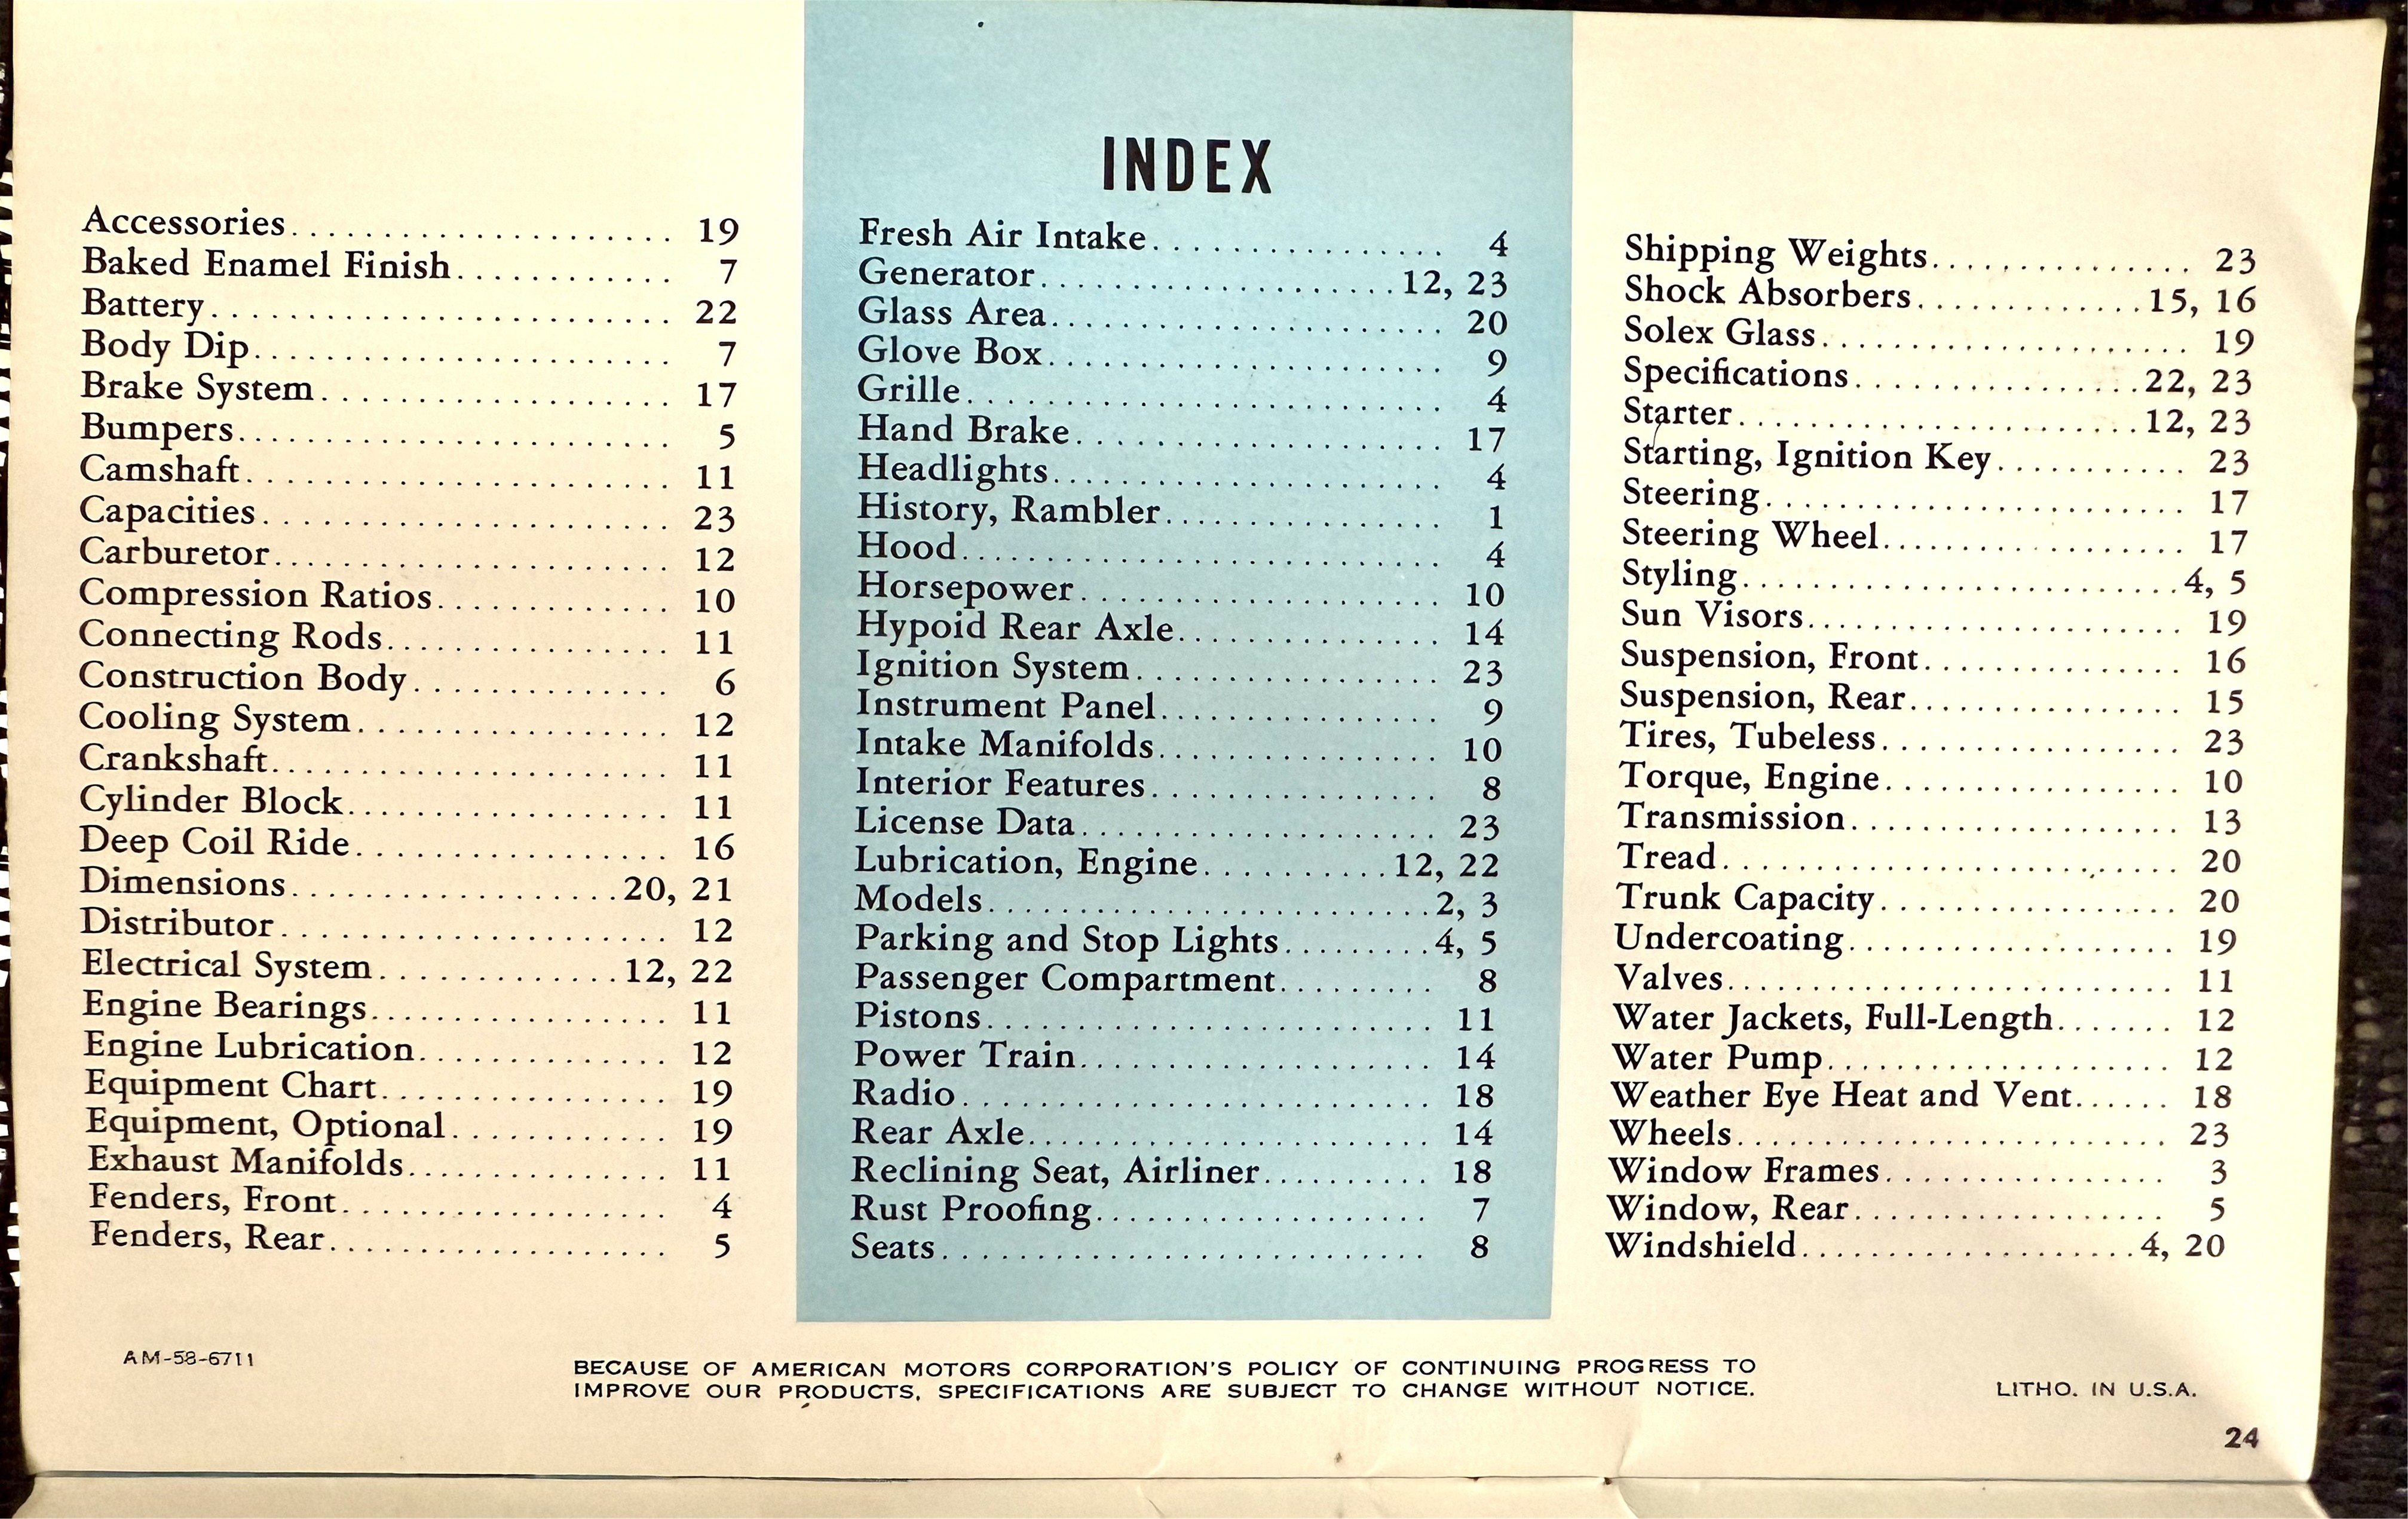 INDEX
Accessories..................... 19
Baked Enamel Finish............ 7
Battery.......................... 22
Body Dip........................ 7
Brake System.................... 17
Bumpers......................... 5
Camshaft........................ 11
Capacities....................... 23
Carburetor....................... 12
Compression Ratios............. 10
Connecting Rods................ 11
Construction Body.............. 6
Cooling System.................. 12
Crankshaft....................... 11
Cylinder Block................... 11
Deep Coil Ride.................. 16
Dimensions...................20, 21
Distributor...................... 12
Electrical System..............12, 22
Engine Bearings................. 11
Engine Lubrication.............. 12
Equipment Chart................. 19
Equipment, Optional............ 19
Exhaust Manifolds............... 11
Fenders, Front................... 4
Fenders, Rear.................... 5
Fresh Air Intake................. 4
Generator....................12, 23
Glass Area....................... 20
Glove Box....................... 9
Grille............................ 4
Hand Brake...................... 17
Headlights....................... 4
History, Rambler................ 1
Hood............................ 4
Horsepower...................... 10
Hypoid Rear Axle............... 14
Ignition System.................. 23
Instrument Panel................ 9
Intake Manifolds................ 10
Interior Features................. 8
License Data..................... 23
Lubrication, Engine...........12, 22
Models.........................2, 3
Parking and Stop Lights.........4, 5
Passenger Compartment......... 8
Pistons.......................... 11
Power Train..................... 14
Radio........................... 18
Rear Axle....................... 14
Reclining Seat, Airliner.......... 18
Rust Proofing................... 7
Seats............................ 8
Shipping Weights............... 23
Shock Absorbers.............15, 16
Solex Glass..................... 19
Specifications................22, 23
Starter.......................12, 23
Starting, Ignition Key........... 23
Steering........................ 17
Steering Wheel.................. 17
Styling.........................4, 5
Sun Visors...................... 19
Suspension, Front............... 16
Suspension, Rear................ 15
Tires, Tubeless.................. 23
Torque, Engine................. 10
Transmission.................... 13
Tread........................... 20
Trunk Capacity................. 20
Undercoating................... 19
Valves.......................... 11
Water Jackets, Full-Length....... 12
Water Pump.................... 12
Weather Eye Heat and Vent...... 18
Wheels......................... 23
Window Frames................ 3
Window, Rear.................. 5
Windshield...................4, 20
AM-58-6711
BECAUSE OF AMERICAN MOTORS CORPORATION'S POLICY OF CONTINUING PROGRESS TO
IMPROVE OUR PRODUCTS, SPECIFICATIONS ARE SUBJECT TO CHANGE WITHOUT NOTICE.
LITHO. IN U.S.A.
24